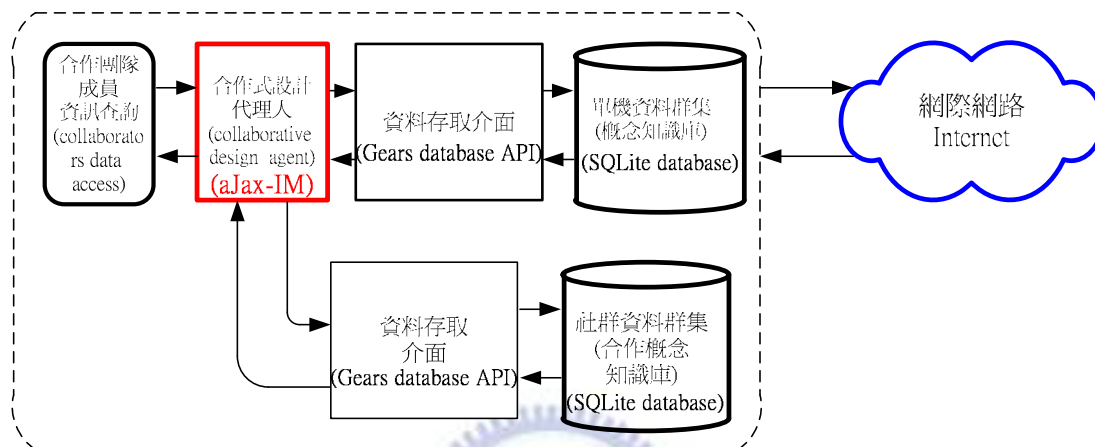 合作團隊
成員
資訊查詢
(collaborato
rs data
access)
合作式設計
代理人
(collaborative
design agent)
(aJax-IM)
資料存取介面
(Gears database API)
單機資料群集
(概念知識庫)
(SQLite database)
網際網路
Internet
資料存取
介面
(Gears database API)
社群資料群集
(合作概念
知識庫)
(SQLite database)